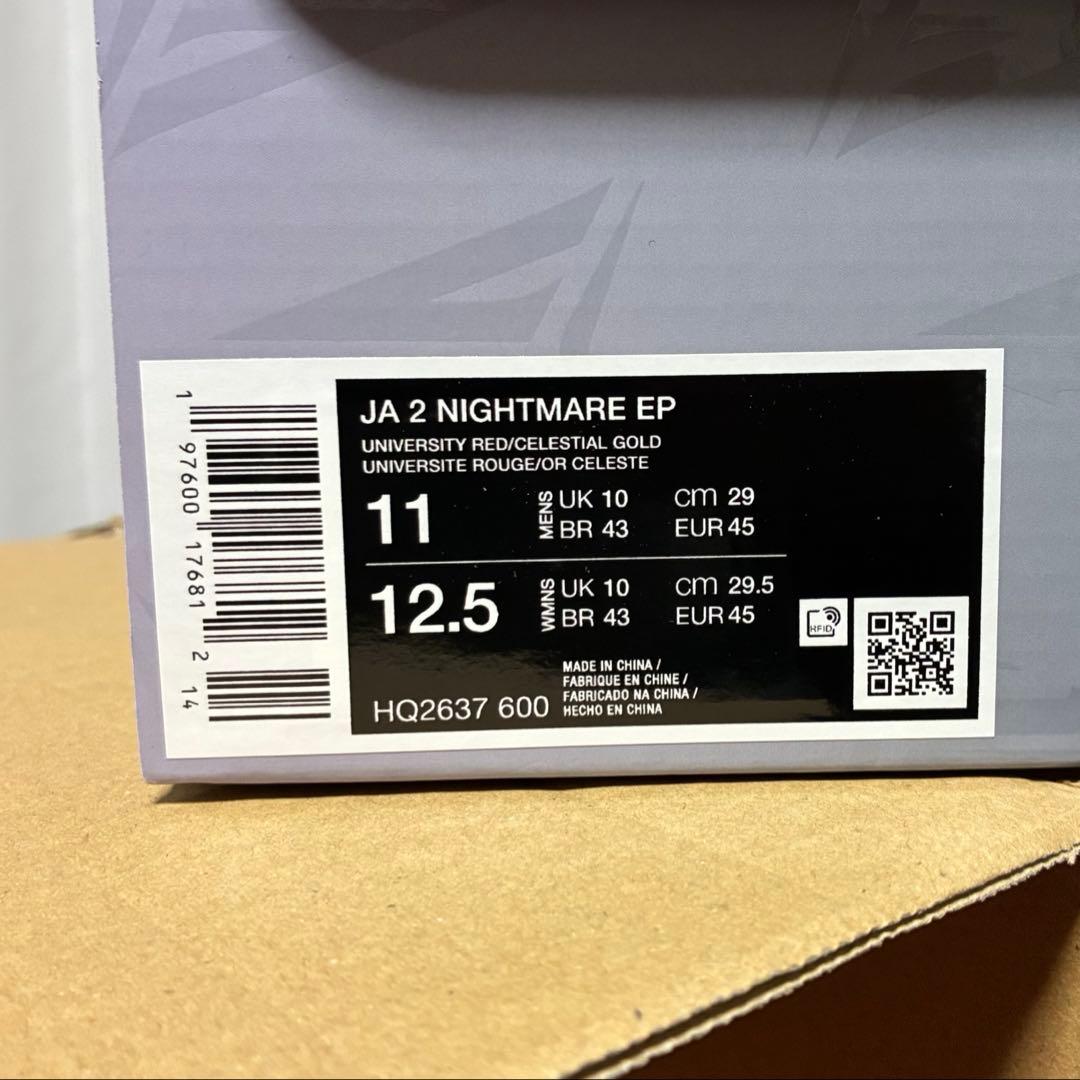 JA 2 NIGHTMARE EP
UNIVERSITY RED/CELESTIAL GOLD
UNIVERSITE ROUGE/OR CELESTE
11
MENS
UK 10
cm 29
BR 43
EUR 45
12.5
WMNS
UK 10
cm 29.5
BR 43
EUR 45
MADE IN CHINA /
FABRIQUE EN CHINE /
FABRICADO NA CHINA /
HECHO EN CHINA
HQ2637 600
RFID
1 97600 17681 2 14